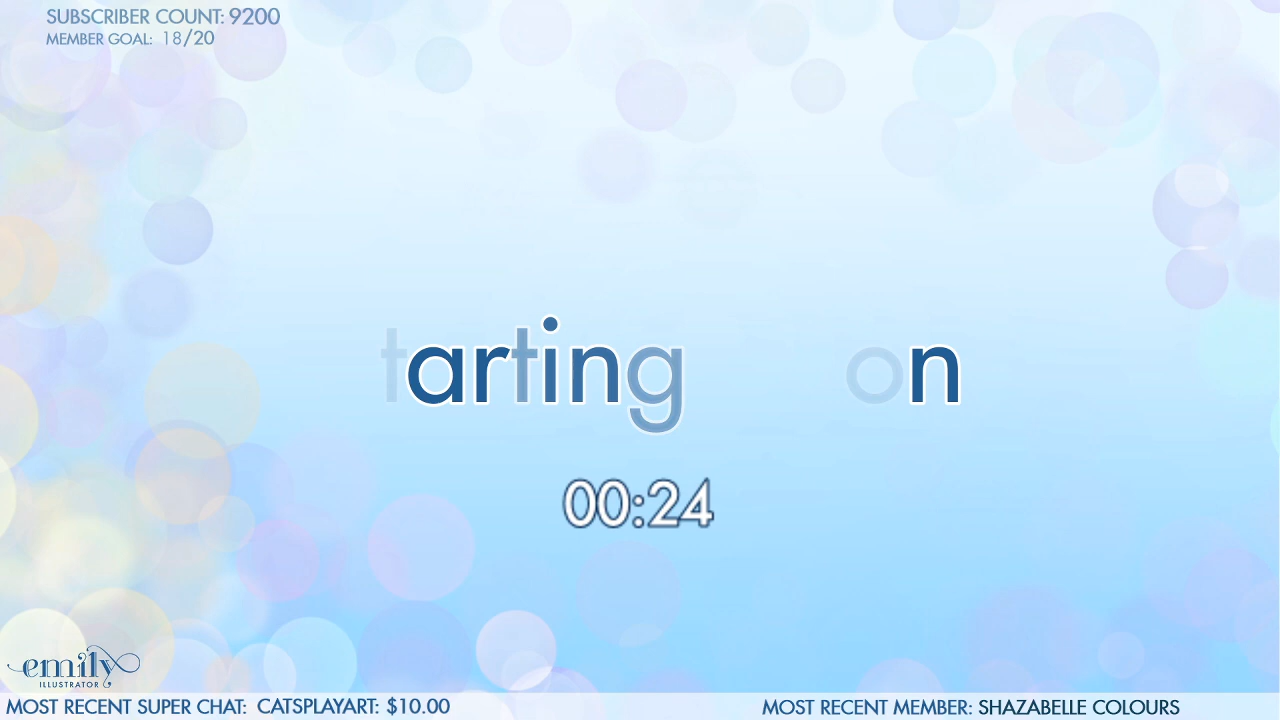 SUBSCRIBER COUNT: 9200
MEMBER GOAL: 18/20
tarting on
00:24
emily
ILLUSTRATOR
MOST RECENT SUPER CHAT: CATSPLAYART: $10.00
MOST RECENT MEMBER: SHAZABELLE COLOURS